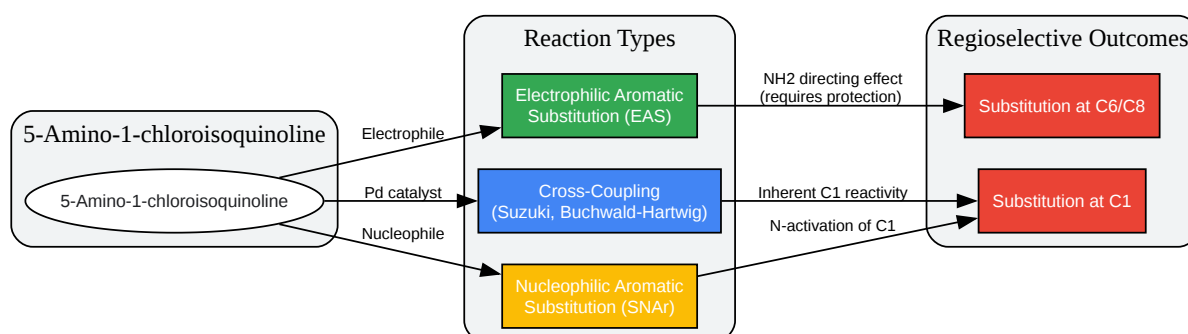 Reaction Types
Regioselective Outcomes
5-Amino-1-chloroisoquinoline
5-Amino-1-chloroisoquinoline
Electrophile
Pd catalyst
Nucleophile
Electrophilic Aromatic
Substitution (EAS)
Cross-Coupling
(Suzuki, Buchwald-Hartwig)
Nucleophilic Aromatic
Substitution (SNAr)
NH2 directing effect
(requires protection)
Inherent C1 reactivity
N-activation of C1
Substitution at C6/C8
Substitution at C1